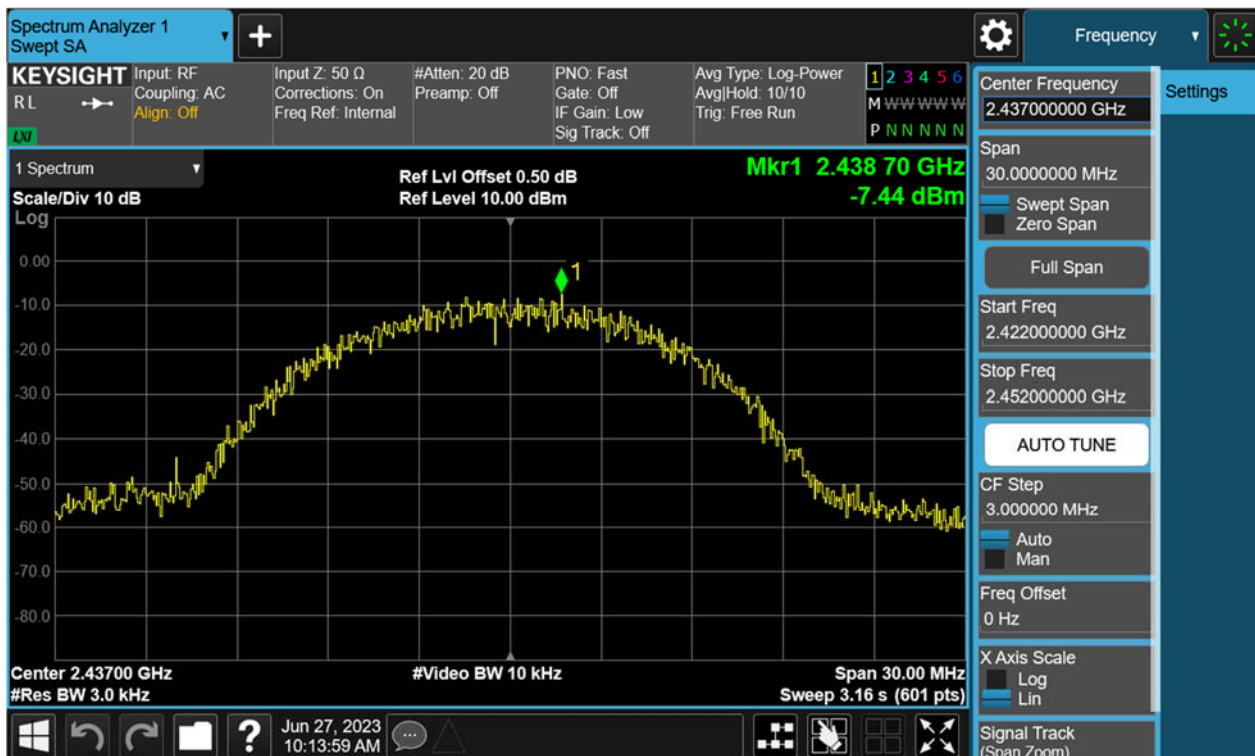 Spectrum Analyzer 1
Swept SA
+
Frequency
KEYSIGHT
R L
LXI
Input: RF
Coupling: AC
Align: Off
Input Z: 50 Ω
Corrections: On
Freq Ref: Internal
#Atten: 20 dB
Preamp: Off
PNO: Fast
Gate: Off
IF Gain: Low
Sig Track: Off
Avg Type: Log-Power
Avg|Hold: 10/10
Trig: Free Run
1 2 3 4 5 6
M W W W W W
P N N N N N
1 Spectrum
Scale/Div 10 dB
Ref Lvl Offset 0.50 dB
Ref Level 10.00 dBm
Mkr1 2.438 70 GHz
-7.44 dBm
Log
0.00
-10.0
-20.0
-30.0
-40.0
-50.0
-60.0
-70.0
-80.0
1
Center 2.43700 GHz
#Res BW 3.0 kHz
#Video BW 10 kHz
Span 30.00 MHz
Sweep 3.16 s (601 pts)
?
Jun 27, 2023
10:13:59 AM
Center Frequency
2.437000000 GHz
Span
30.0000000 MHz
Swept Span
Zero Span
Full Span
Start Freq
2.422000000 GHz
Stop Freq
2.452000000 GHz
AUTO TUNE
CF Step
3.000000 MHz
Auto
Man
Freq Offset
0 Hz
X Axis Scale
Log
Lin
Signal Track
(Span Zoom)
Settings